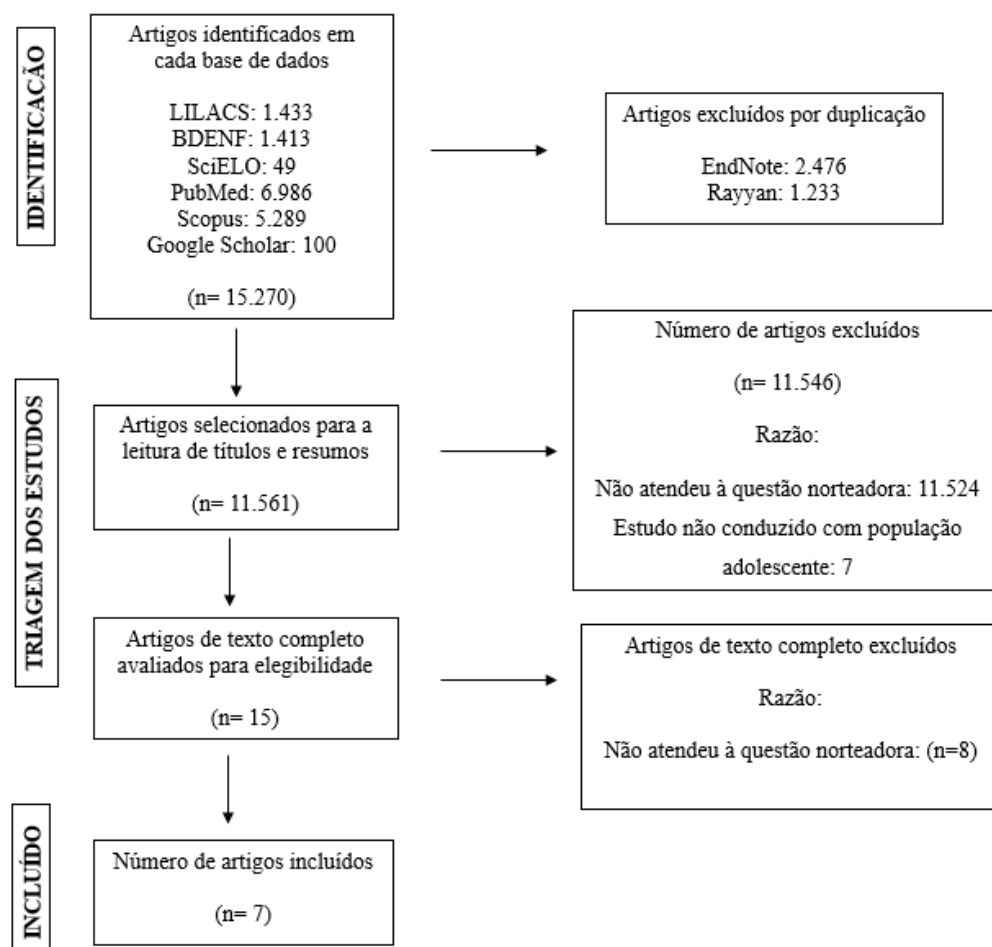 IDENTIFICAÇÃO
Artigos identificados em
cada base de dados
LILACS: 1.433
BDENF: 1.413
SciELO: 49
PubMed: 6.986
Scopus: 5.289
Google Scholar: 100
(n= 15.270)
Artigos excluídos por duplicação
EndNote: 2.476
Rayyan: 1.233
TRIAGEM DOS ESTUDOS
Artigos selecionados para a
leitura de títulos e resumos
(n= 11.561)
Número de artigos excluídos
(n= 11.546)
Razão:
Não atendeu à questão norteadora: 11.524
Estudo não conduzido com população
adolescente: 7
Artigos de texto completo
avaliados para elegibilidade
(n= 15)
Artigos de texto completo excluídos
Razão:
Não atendeu à questão norteadora: (n=8)
INCLUÍDO
Número de artigos incluídos
(n= 7)